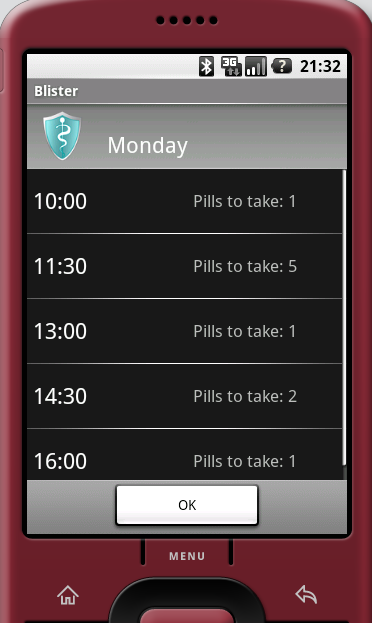 3G ? 21:32
Blister
Monday
10:00 Pills to take: 1
11:30 Pills to take: 5
13:00 Pills to take: 1
14:30 Pills to take: 2
16:00 Pills to take: 1
OK
MENU